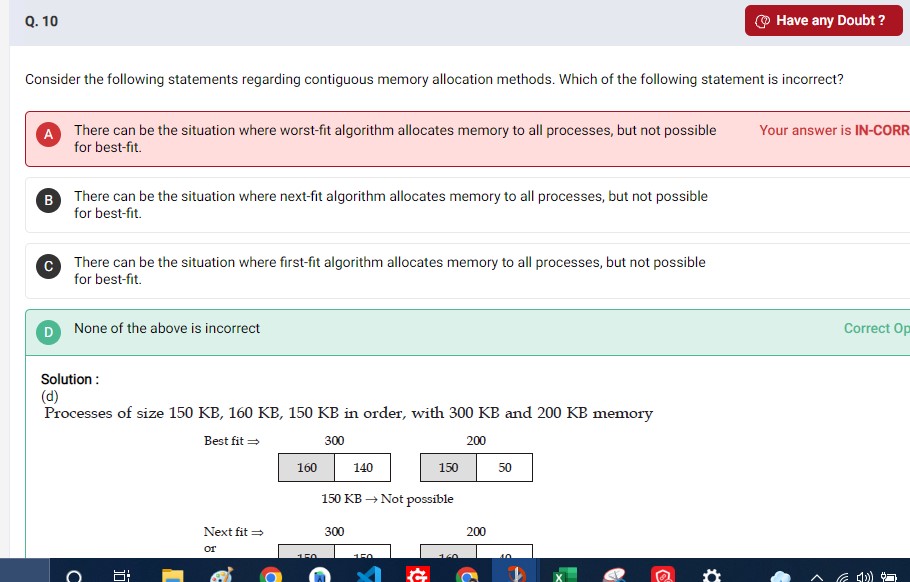 Q. 10
Have any Doubt ?
Consider the following statements regarding contiguous memory allocation methods. Which of the following statement is incorrect?
A
There can be the situation where worst-fit algorithm allocates memory to all processes, but not possible
for best-fit.
Your answer is IN-CORR
B
There can be the situation where next-fit algorithm allocates memory to all processes, but not possible
for best-fit.
C
There can be the situation where first-fit algorithm allocates memory to all processes, but not possible
for best-fit.
D
None of the above is incorrect
Correct Op
Solution :
(d)
Processes of size 150 KB, 160 KB, 150 KB in order, with 300 KB and 200 KB memory
Best fit ⇒ 300 200
160 140 150 50
150 KB → Not possible
Next fit ⇒ 300 200
or
150 150 160 40